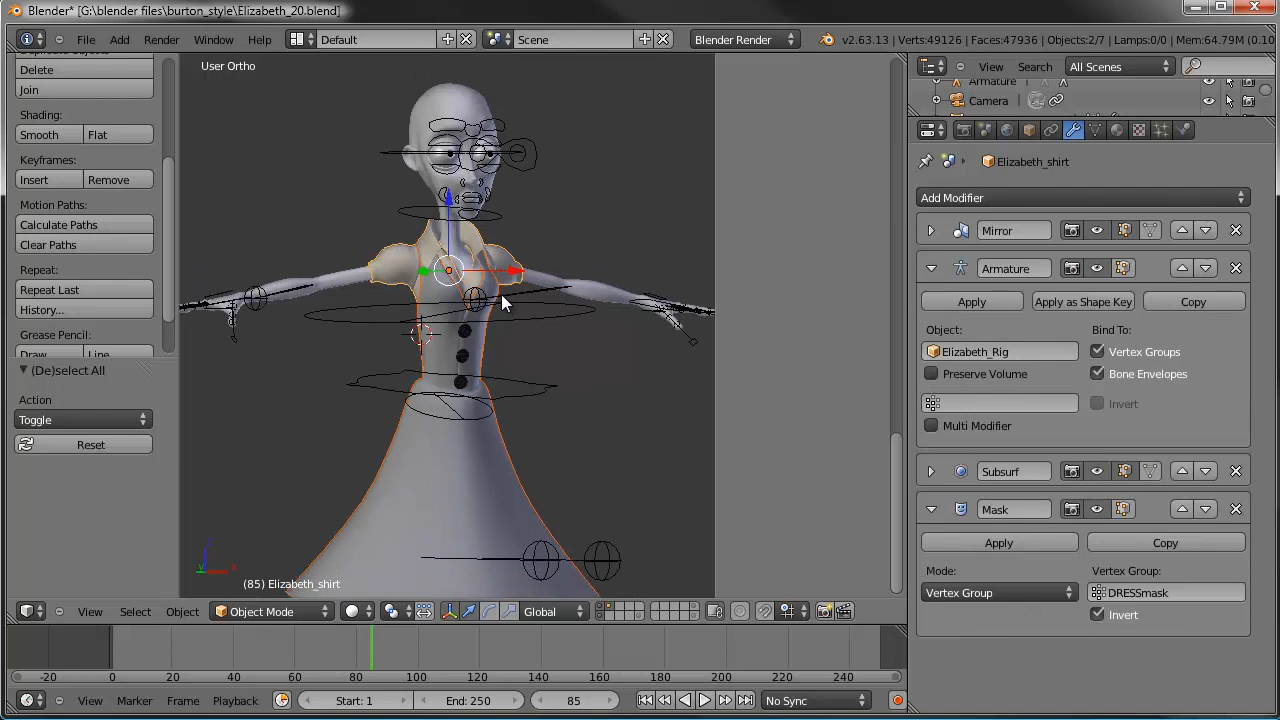 Blender* [G:\blender files\burton_style\Elizabeth_20.blend]
File Add Render Window Help Default Scene Blender Render v2.63.13 | Verts:49126 | Faces:47936 | Objects:2/7 | Lamps:0/0 | Mem:64.79M (0.10
Delete
Join
Shading:
Smooth Flat
Keyframes:
Insert Remove
Motion Paths:
Calculate Paths
Clear Paths
Repeat:
Repeat Last
History...
Grease Pencil:
Draw Line
(De)select All
Action
Toggle
Reset
User Ortho
(85) Elizabeth_shirt
View Select Object Object Mode Global
-20 0 20 40 60 80 100 120 140 160 180 200 220 240
View Marker Frame Playback Start: 1 End: 250 85 No Sync
View Search All Scenes
Armature
Camera
Elizabeth_shirt
Add Modifier
Mirror
Armature
Apply Apply as Shape Key Copy
Object: Bind To:
Elizabeth_Rig Vertex Groups
Preserve Volume Bone Envelopes
Invert
Multi Modifier
Subsurf
Mask
Apply Copy
Mode: Vertex Group:
Vertex Group DRESSmask
Invert